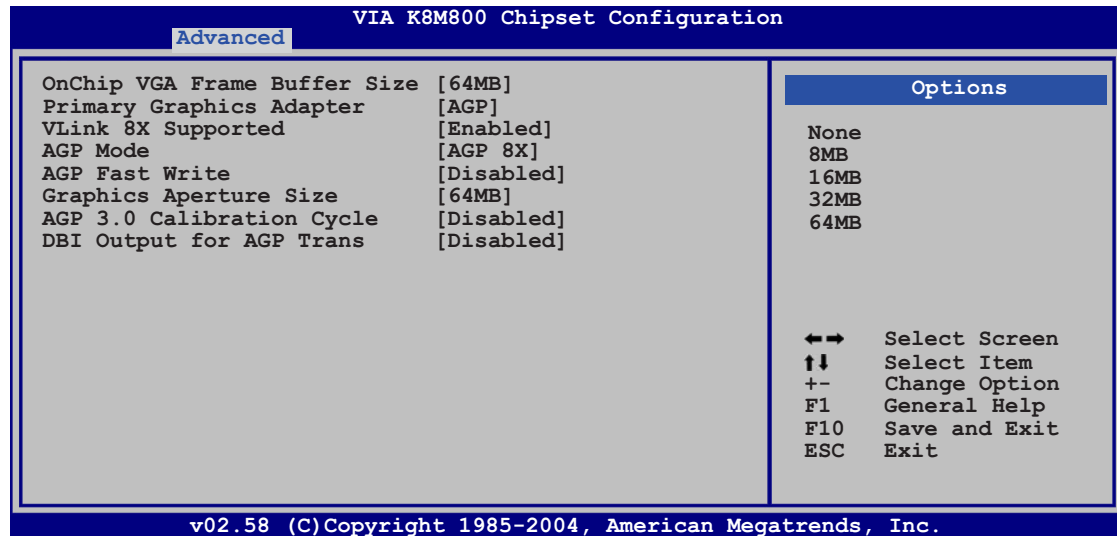 VIA K8M800 Chipset Configuration
Advanced
OnChip VGA Frame Buffer Size [64MB]
Primary Graphics Adapter [AGP]
VLink 8X Supported [Enabled]
AGP Mode [AGP 8X]
AGP Fast Write [Disabled]
Graphics Aperture Size [64MB]
AGP 3.0 Calibration Cycle [Disabled]
DBI Output for AGP Trans [Disabled]
Options
None
8MB
16MB
32MB
64MB
←→ Select Screen
↑↓ Select Item
+- Change Option
F1 General Help
F10 Save and Exit
ESC Exit
v02.58 (C)Copyright 1985-2004, American Megatrends, Inc.